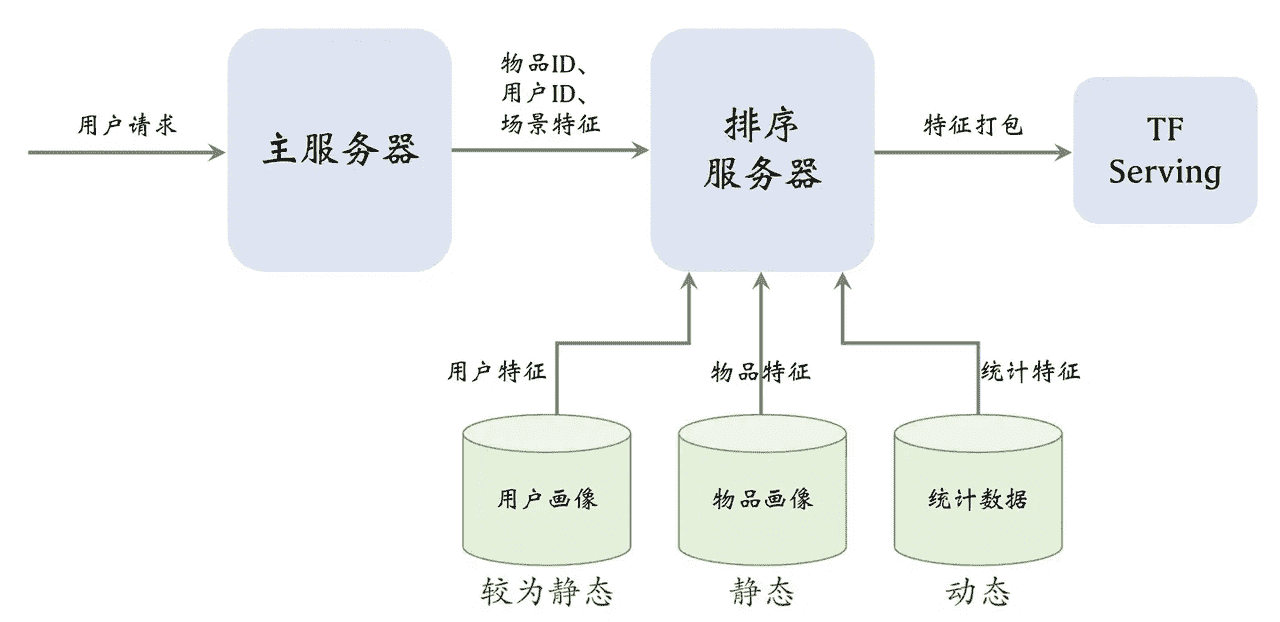 用户请求
主服务器
物品ID、
用户ID、
场景特征
排序
服务器
特征打包
TF
Serving
用户特征
物品特征
统计特征
用户画像
物品画像
统计数据
较为静态
静态
动态